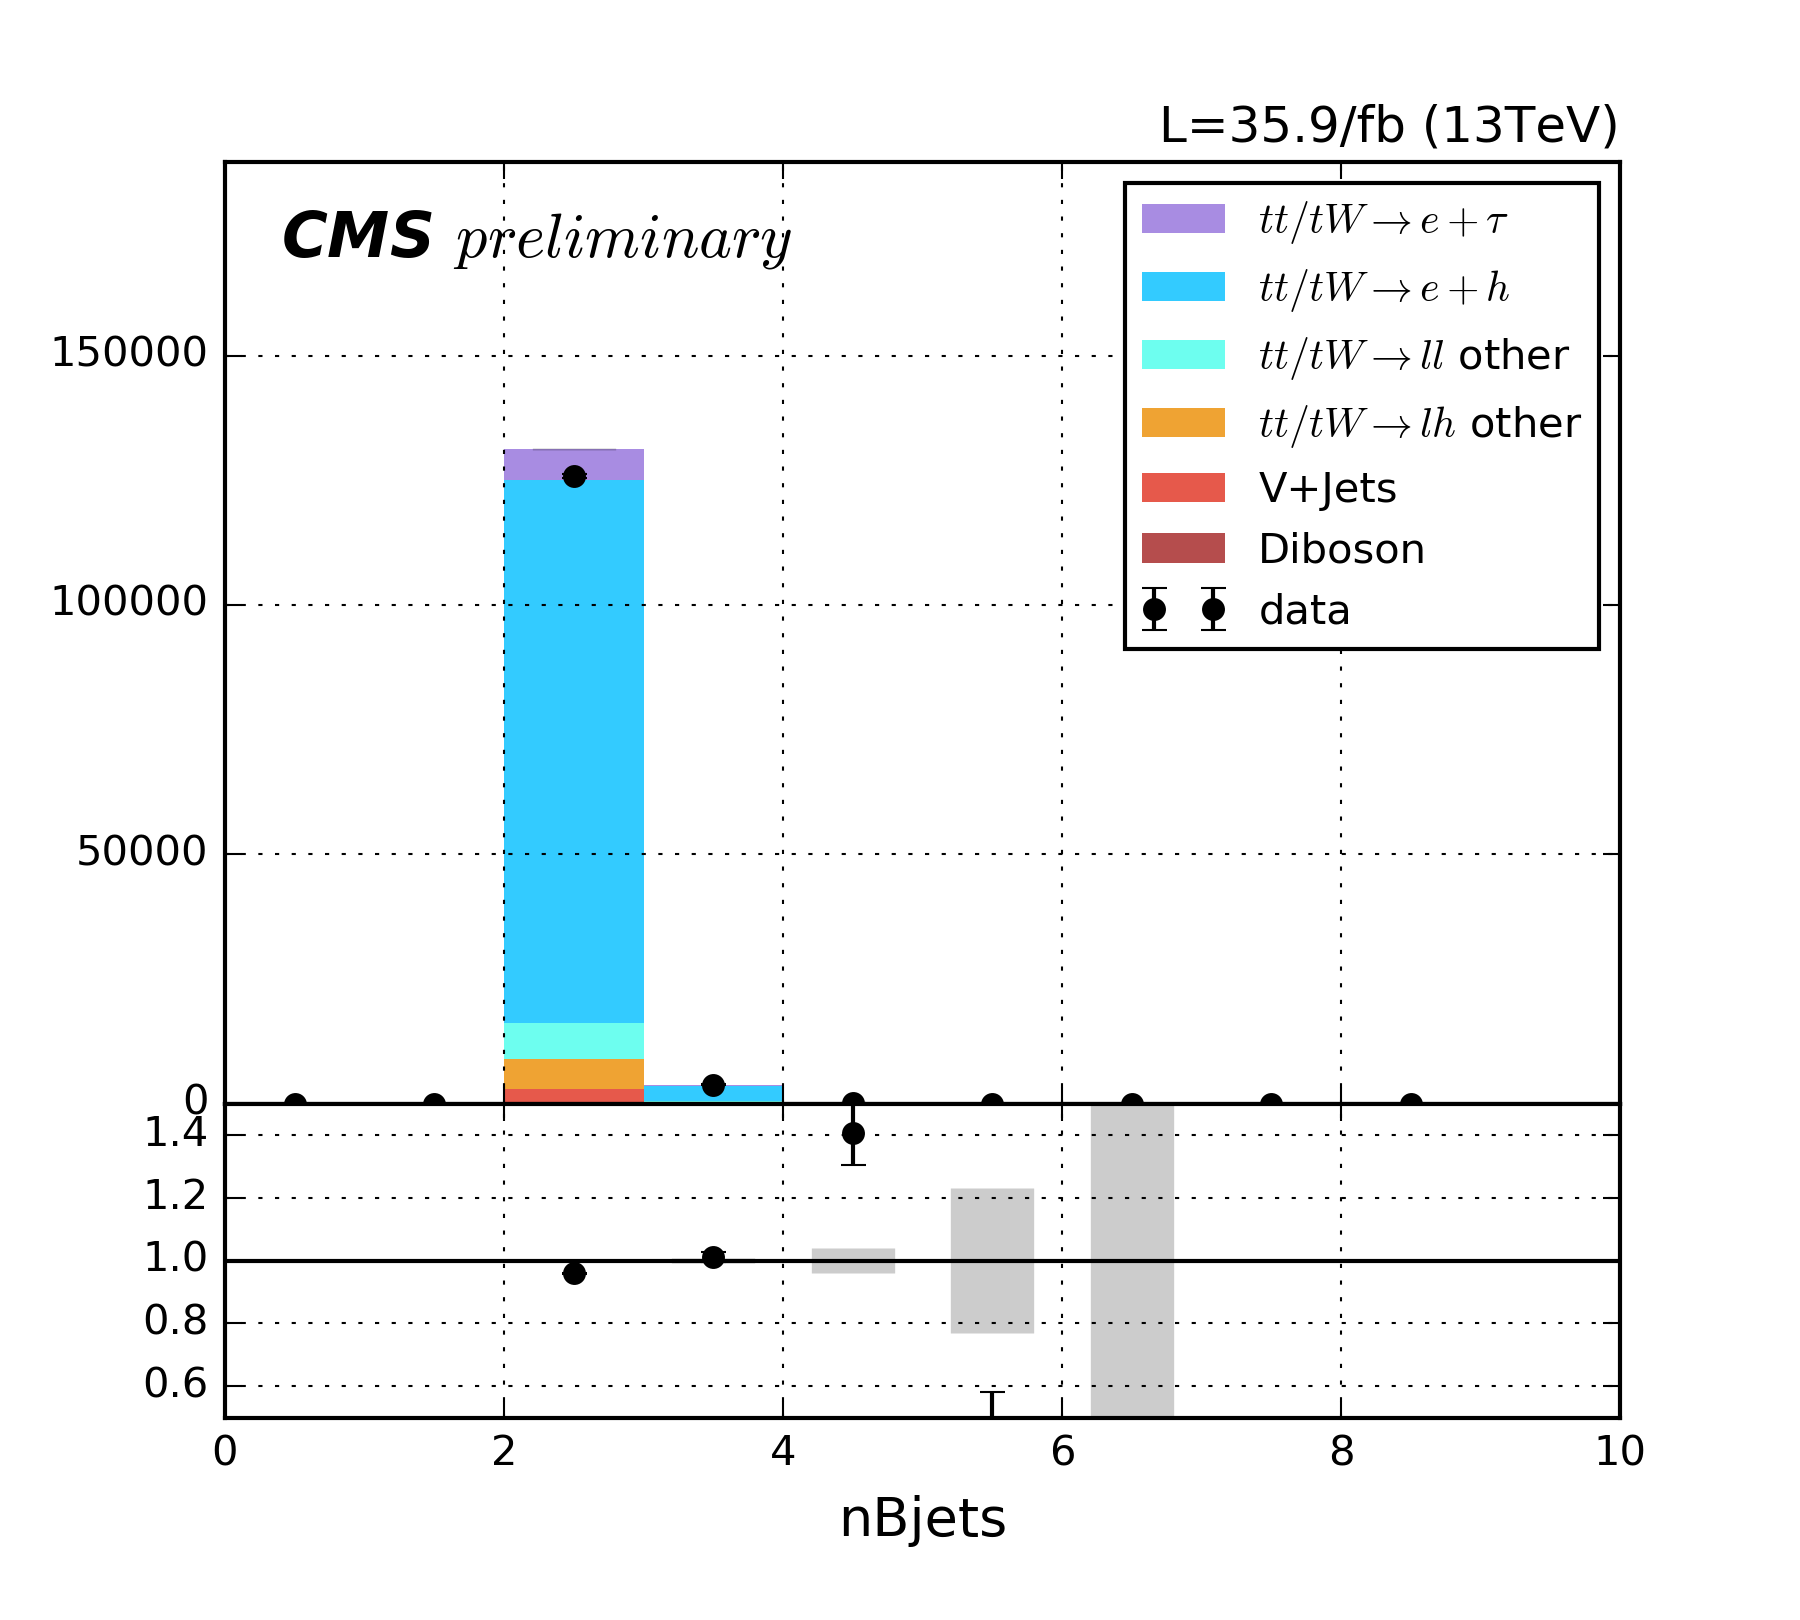 L=35.9/fb (13TeV)
CMS preliminary
tt/tW→e+τ
tt/tW→e+h
tt/tW→ll other
tt/tW→lh other
V+Jets
Diboson
data
150000
100000
50000
0
1.4
1.2
1.0
0.8
0.6
0 2 4 6 8 10
nBjets